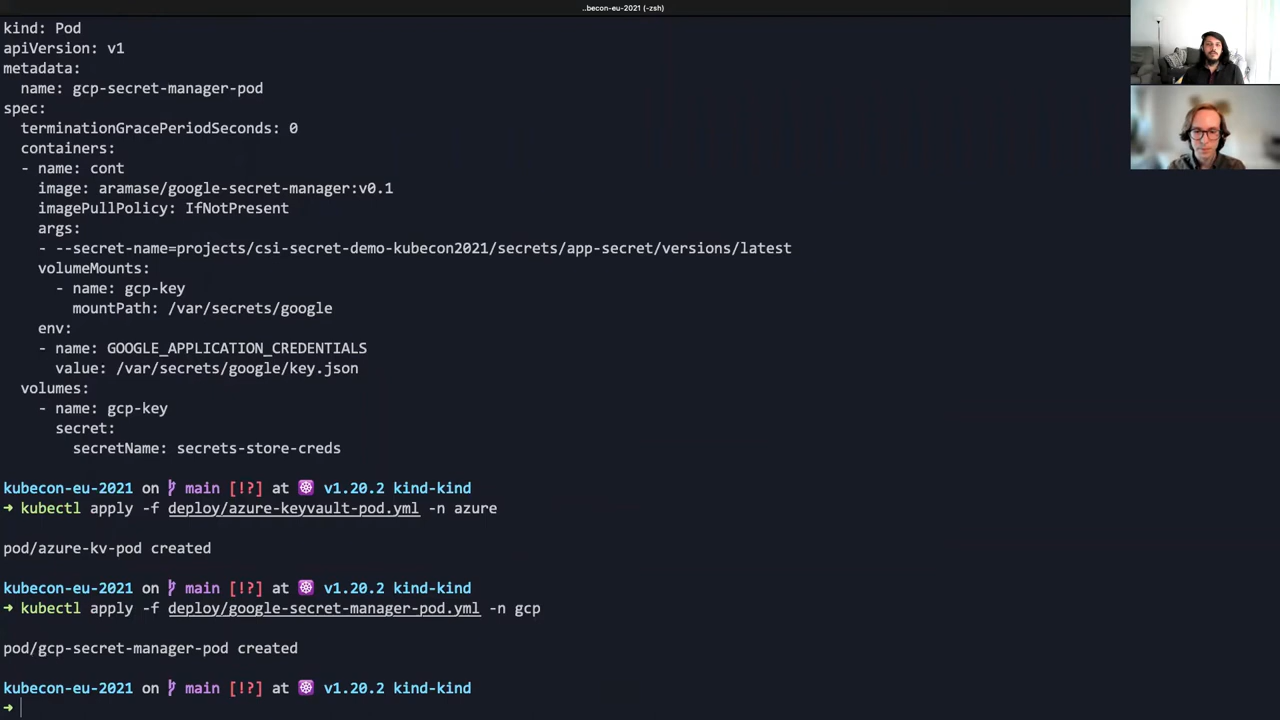 ..becon-eu-2021 (-zsh)
kind: Pod
apiVersion: v1
metadata:
  name: gcp-secret-manager-pod
spec:
  terminationGracePeriodSeconds: 0
  containers:
  - name: cont
    image: aramase/google-secret-manager:v0.1
    imagePullPolicy: IfNotPresent
    args:
    - --secret-name=projects/csi-secret-demo-kubecon2021/secrets/app-secret/versions/latest
    volumeMounts:
      - name: gcp-key
        mountPath: /var/secrets/google
    env:
    - name: GOOGLE_APPLICATION_CREDENTIALS
      value: /var/secrets/google/key.json
  volumes:
    - name: gcp-key
      secret:
        secretName: secrets-store-creds
kubecon-eu-2021 on main [!?] at v1.20.2 kind-kind
➜ kubectl apply -f deploy/azure-keyvault-pod.yml -n azure
pod/azure-kv-pod created
kubecon-eu-2021 on main [!?] at v1.20.2 kind-kind
➜ kubectl apply -f deploy/google-secret-manager-pod.yml -n gcp
pod/gcp-secret-manager-pod created
kubecon-eu-2021 on main [!?] at v1.20.2 kind-kind
➜